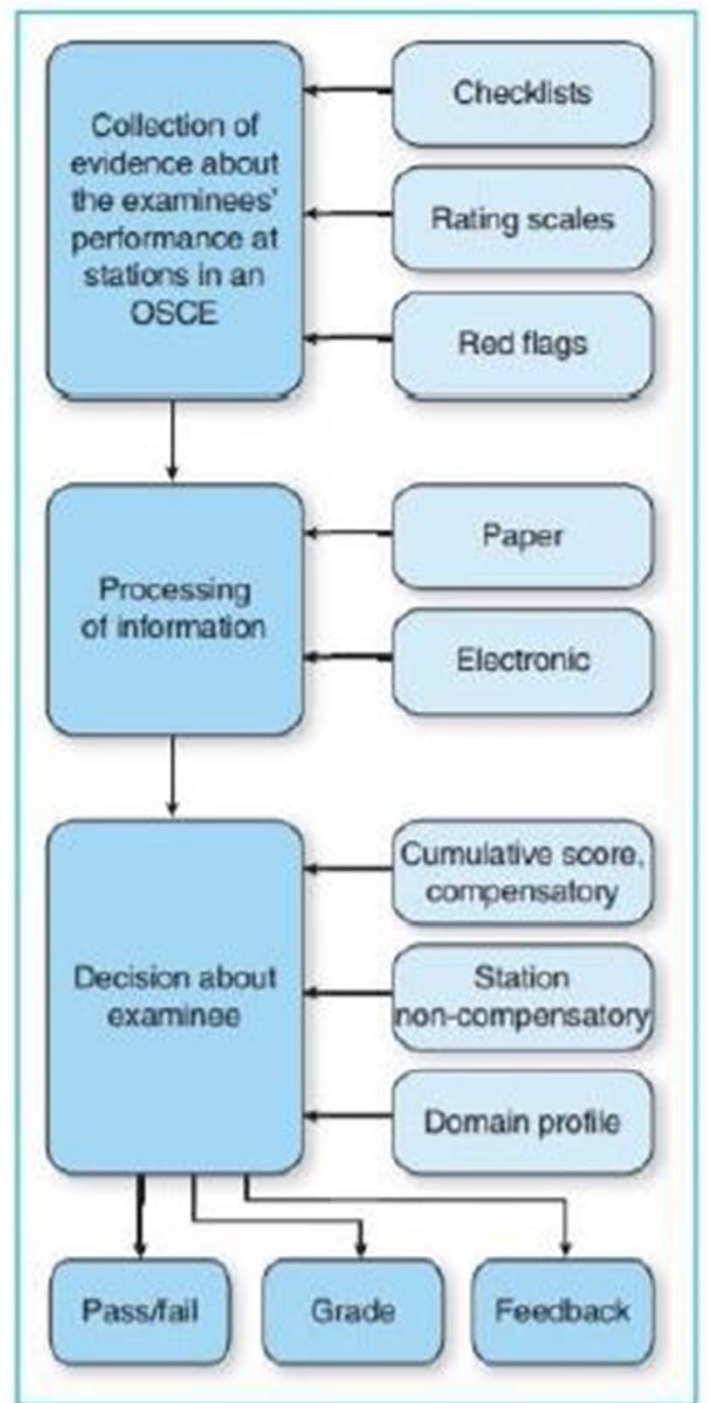 Collection of
evidence about
the examinees'
performance at
stations in an
OSCE
Checklists
Rating scales
Red flags
Processing
of information
Paper
Electronic
Decision about
examinee
Cumulative score,
compensatory
Station
non-compensatory
Domain profile
Pass/fail
Grade
Feedback